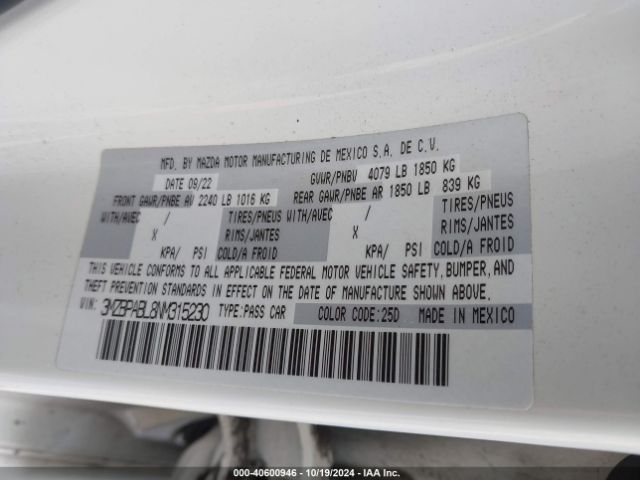 MFD. BY MAZDA MOTOR MANUFACTURING DE MEXICO S.A. DE C.V.
DATE 09/22 GVWR/PNBV 4079 LB 1850 KG
FRONT GAWR/PNBE AV 2240 LB 1016 KG REAR GAWR/PNBE AR 1850 LB 839 KG
WITH/AVEC / TIRES/PNEUS WITH/AVEC / TIRES/PNEUS
X RIMS/JANTES X RIMS/JANTES
KPA/ PSI COLD/A FROID KPA/ PSI COLD/A FROID
THIS VEHICLE CONFORMS TO ALL APPLICABLE FEDERAL MOTOR VEHICLE SAFETY, BUMPER, AND
THEFT PREVENTION STANDARDS IN EFFECT ON THE DATE OF MANUFACTURE SHOWN ABOVE.
VIN: 3MZBPABL8NM315230 TYPE:PASS CAR COLOR CODE:25D MADE IN MEXICO
000-40600946 - 10/19/2024 - IAA Inc.